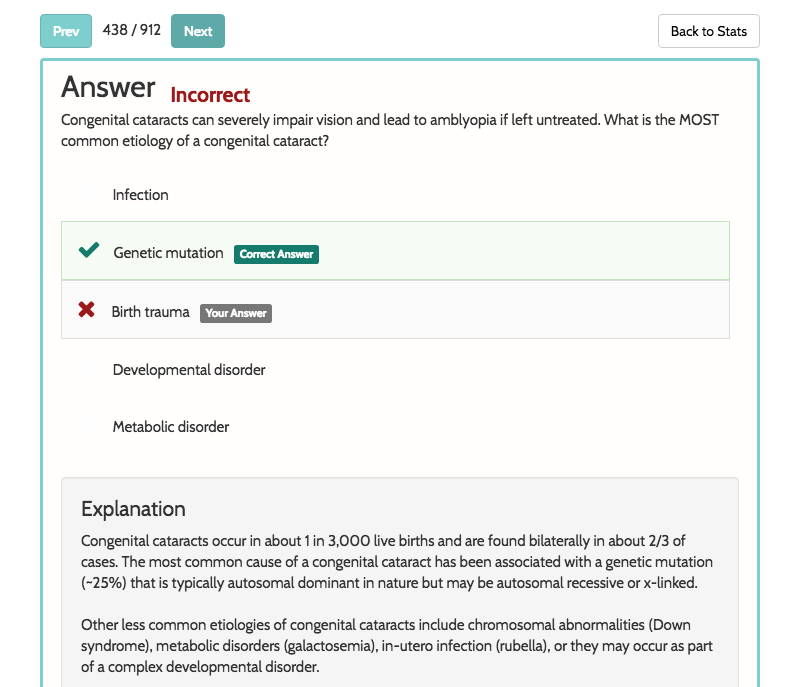 Prev 438 / 912 Next Back to Stats
Answer Incorrect
Congenital cataracts can severely impair vision and lead to amblyopia if left untreated. What is the MOST
common etiology of a congenital cataract?
Infection
Genetic mutation Correct Answer
Birth trauma Your Answer
Developmental disorder
Metabolic disorder
Explanation
Congenital cataracts occur in about 1 in 3,000 live births and are found bilaterally in about 2/3 of
cases. The most common cause of a congenital cataract has been associated with a genetic mutation
(~25%) that is typically autosomal dominant in nature but may be autosomal recessive or x-linked.
Other less common etiologies of congenital cataracts include chromosomal abnormalities (Down
syndrome), metabolic disorders (galactosemia), in-utero infection (rubella), or they may occur as part
of a complex developmental disorder.